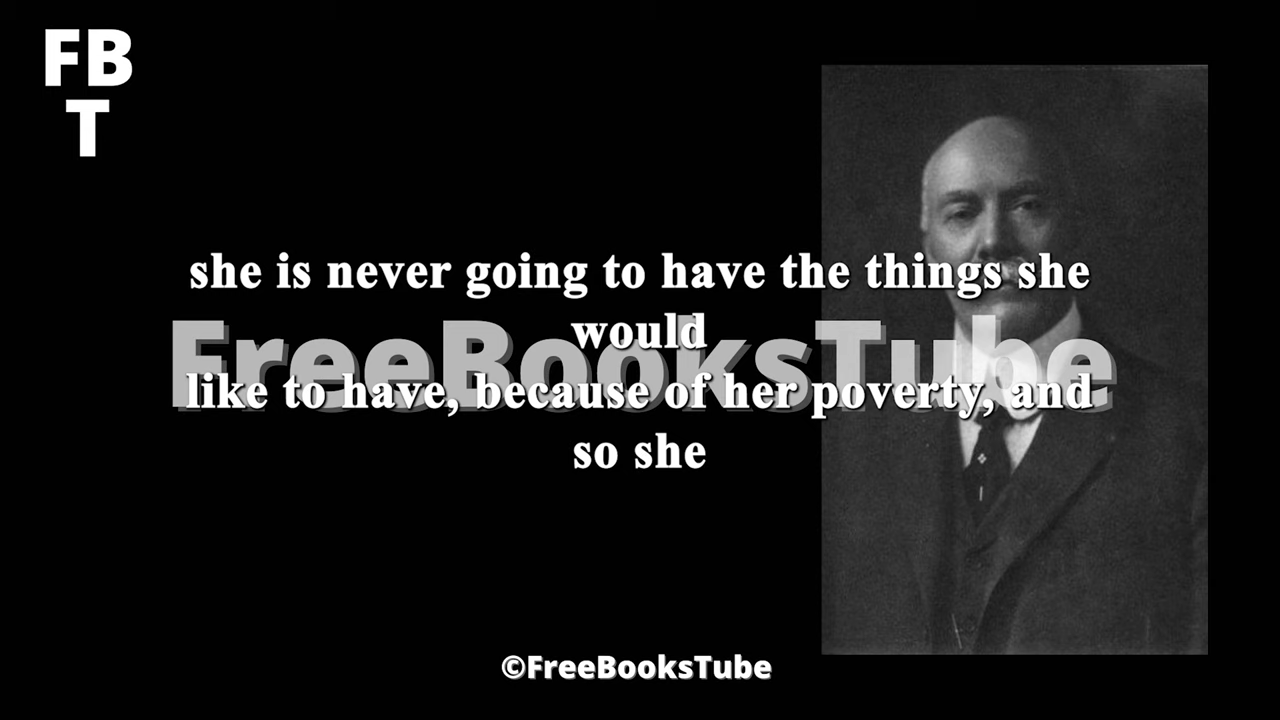 FB
T
she is never going to have the things she
would
FreeBooksTube
like to have, because of her poverty, and
so she
©FreeBooksTube